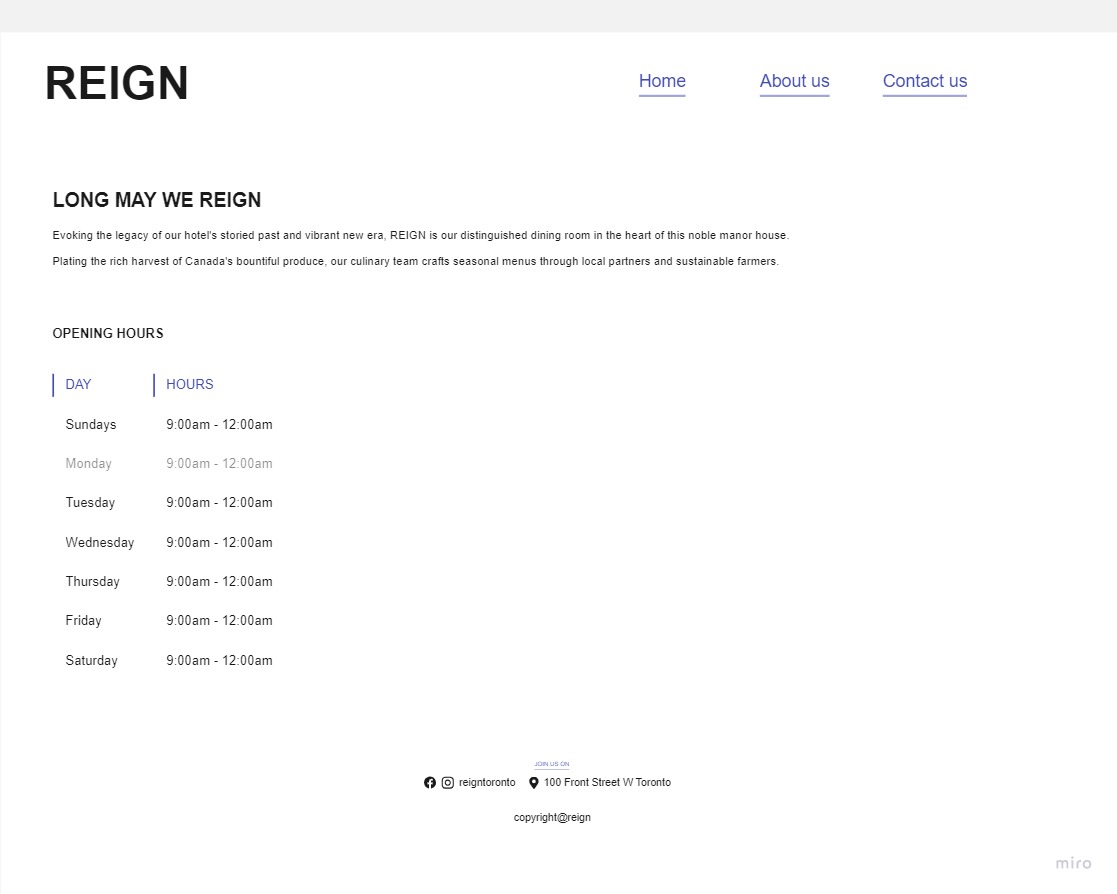 REIGN
Home About us Contact us
LONG MAY WE REIGN
Evoking the legacy of our hotel's storied past and vibrant new era, REIGN is our distinguished dining room in the heart of this noble manor house.
Plating the rich harvest of Canada's bountiful produce, our culinary team crafts seasonal menus through local partners and sustainable farmers.
OPENING HOURS
DAY HOURS
Sundays 9:00am - 12:00am
Monday 9:00am - 12:00am
Tuesday 9:00am - 12:00am
Wednesday 9:00am - 12:00am
Thursday 9:00am - 12:00am
Friday 9:00am - 12:00am
Saturday 9:00am - 12:00am
JOIN US ON
reigntoronto 100 Front Street W Toronto
copyright@reign
miro